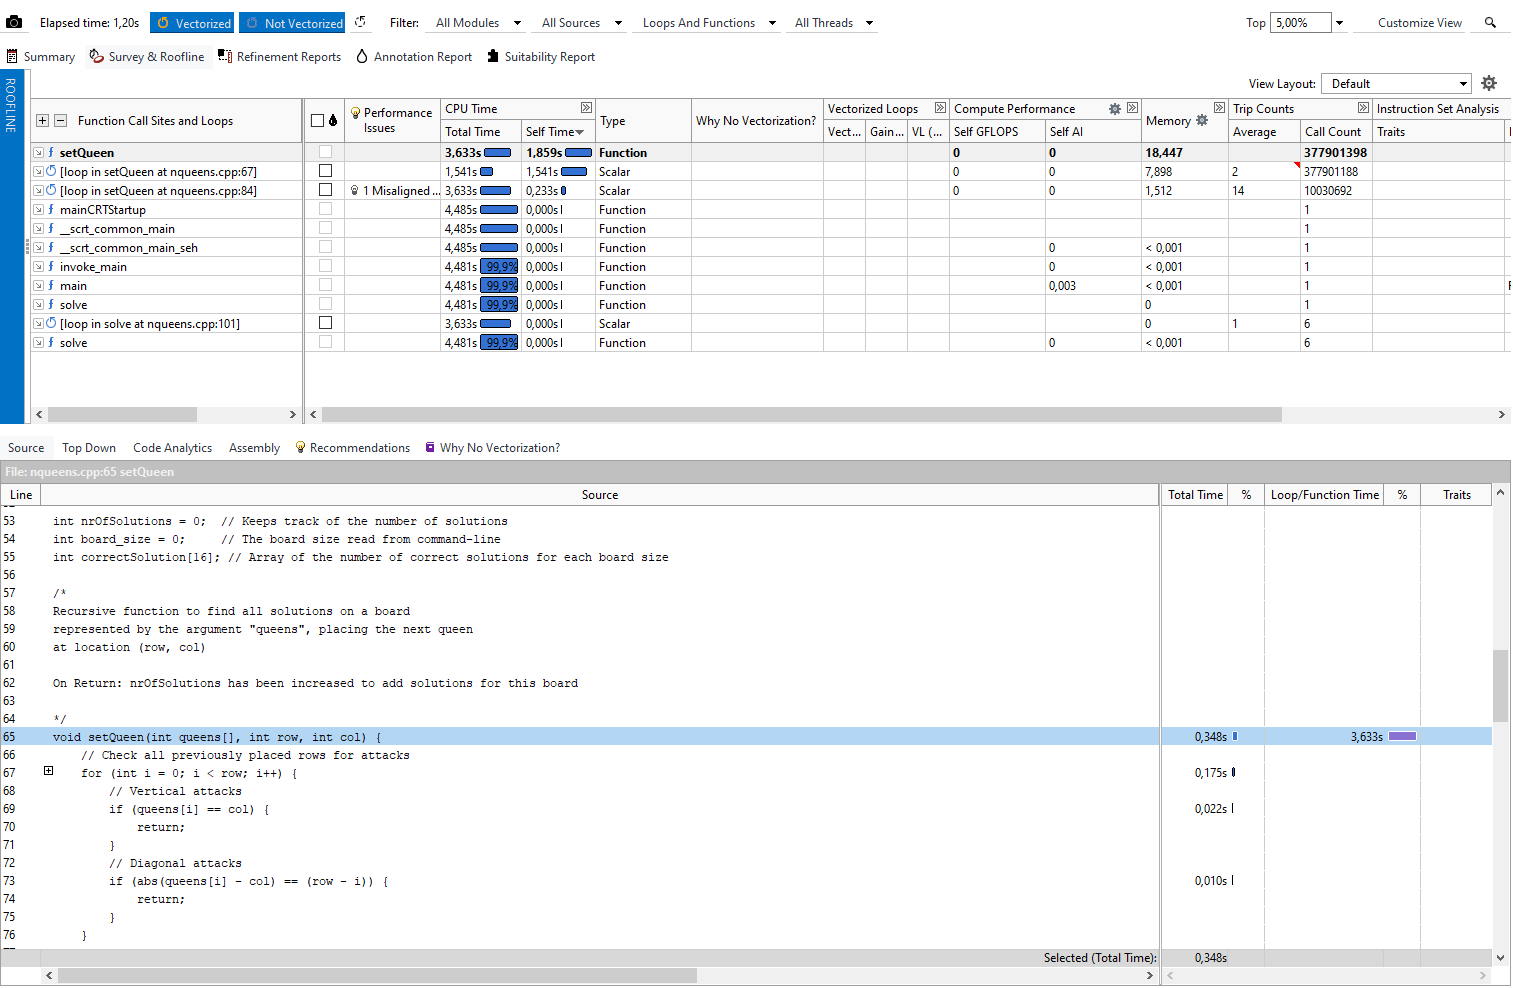 Elapsed time: 1,20s Vectorized Not Vectorized Filter: All Modules All Sources Loops And Functions All Threads Top 5,00% Customize View
Summary Survey & Roofline Refinement Reports Annotation Report Suitability Report
ROOFLINE
View Layout: Default
Function Call Sites and Loops Performance Issues CPU Time Type Why No Vectorization? Vectorized Loops Compute Performance Memory Trip Counts Instruction Set Analysis
Total Time Self Time Vect... Gain... VL (... Self GFLOPS Self AI Average Call Count Traits
setQueen 3,633s 1,859s Function 0 0 18,447 377901398
[loop in setQueen at nqueens.cpp:67] 1,541s 1,541s Scalar 0 0 7,898 2 377901188
[loop in setQueen at nqueens.cpp:84] 1 Misaligned ... 3,633s 0,233s Scalar 0 0 1,512 14 10030692
mainCRTStartup 4,485s 0,000s Function 1
__scrt_common_main 4,485s 0,000s Function 1
__scrt_common_main_seh 4,485s 0,000s Function 0 < 0,001 1
invoke_main 4,481s 99,9% 0,000s Function 0 < 0,001 1
main 4,481s 99,9% 0,000s Function 0,003 < 0,001 1
solve 4,481s 99,9% 0,000s Function 0 1
[loop in solve at nqueens.cpp:101] 3,633s 0,000s Scalar 0 1 6
solve 4,481s 99,9% 0,000s Function 0 < 0,001 6
Source Top Down Code Analytics Assembly Recommendations Why No Vectorization?
File: nqueens.cpp:65 setQueen
Line Source Total Time % Loop/Function Time % Traits
53 int nrOfSolutions = 0; // Keeps track of the number of solutions
54 int board_size = 0; // The board size read from command-line
55 int correctSolution[16]; // Array of the number of correct solutions for each board size
56
57 /*
58 Recursive function to find all solutions on a board
59 represented by the argument "queens", placing the next queen
60 at location (row, col)
61
62 On Return: nrOfSolutions has been increased to add solutions for this board
63
64 */
65 void setQueen(int queens[], int row, int col) { 0,348s 3,633s
66 // Check all previously placed rows for attacks
67 for (int i = 0; i < row; i++) { 0,175s
68 // Vertical attacks
69 if (queens[i] == col) { 0,022s
70 return;
71 }
72 // Diagonal attacks
73 if (abs(queens[i] - col) == (row - i)) { 0,010s
74 return;
75 }
76 }
Selected (Total Time): 0,348s